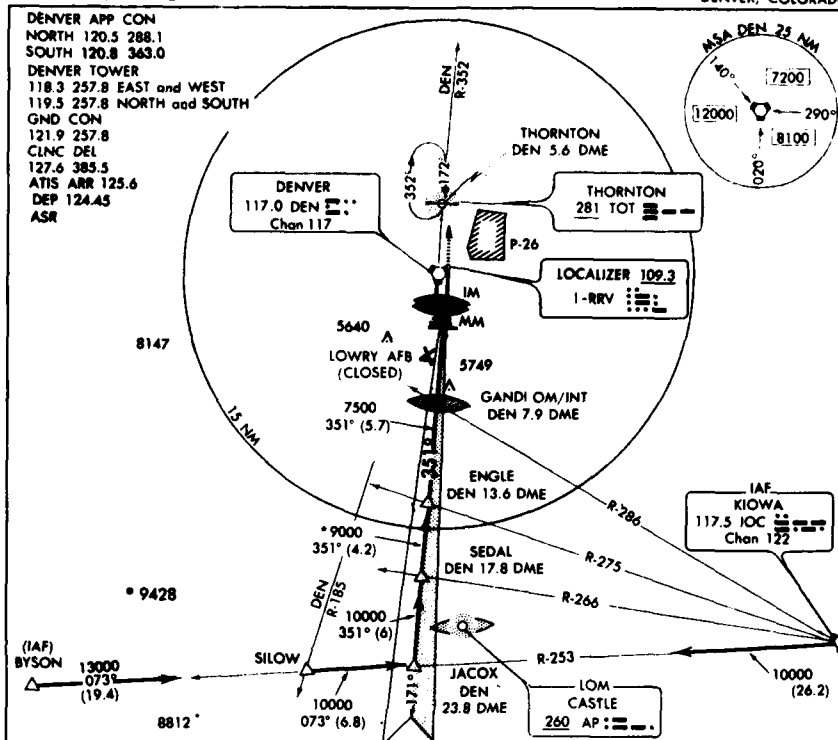 DENVER, COLORAD
DENVER APP CON
NORTH 120.5 288.1
SOUTH 120.8 363.0
DENVER TOWER
118.3 257.8 EAST and WEST
119.5 257.8 NORTH and SOUTH
GND CON
121.9 257.8
CLNC DEL
127.6 385.5
ATIS ARR 125.6
DEP 124.45
ASR
MSA DEN 25 NM
140°
7200
12000
290°
8100
020°
DEN
R-352
THORNTON
DEN 5.6 DME
352°
172°
DENVER
117.0 DEN
Chan 117
THORNTON
281 TOT
P-26
LOCALIZER 109.3
I-RRV
IM
MM
5640
8147
LOWRY AFB
(CLOSED)
5749
GANDI OM/INT
DEN 7.9 DME
7500
351° (5.7)
15 NM
351°
ENGLE
DEN 13.6 DME
R-286
IAF
KIOWA
117.5 IOC
Chan 122
* 9000
351° (4.2)
R-275
SEDAL
DEN 17.8 DME
R-266
9428
DEN
R-185
10000
351° (6)
(IAF)
BYSON
13000
073°
(19.4)
SILOW
R-253
10000
(26.2)
JACOX
DEN
23.8 DME
171°
10000
073° (6.8)
LOM
CASTLE
260 AP
8812